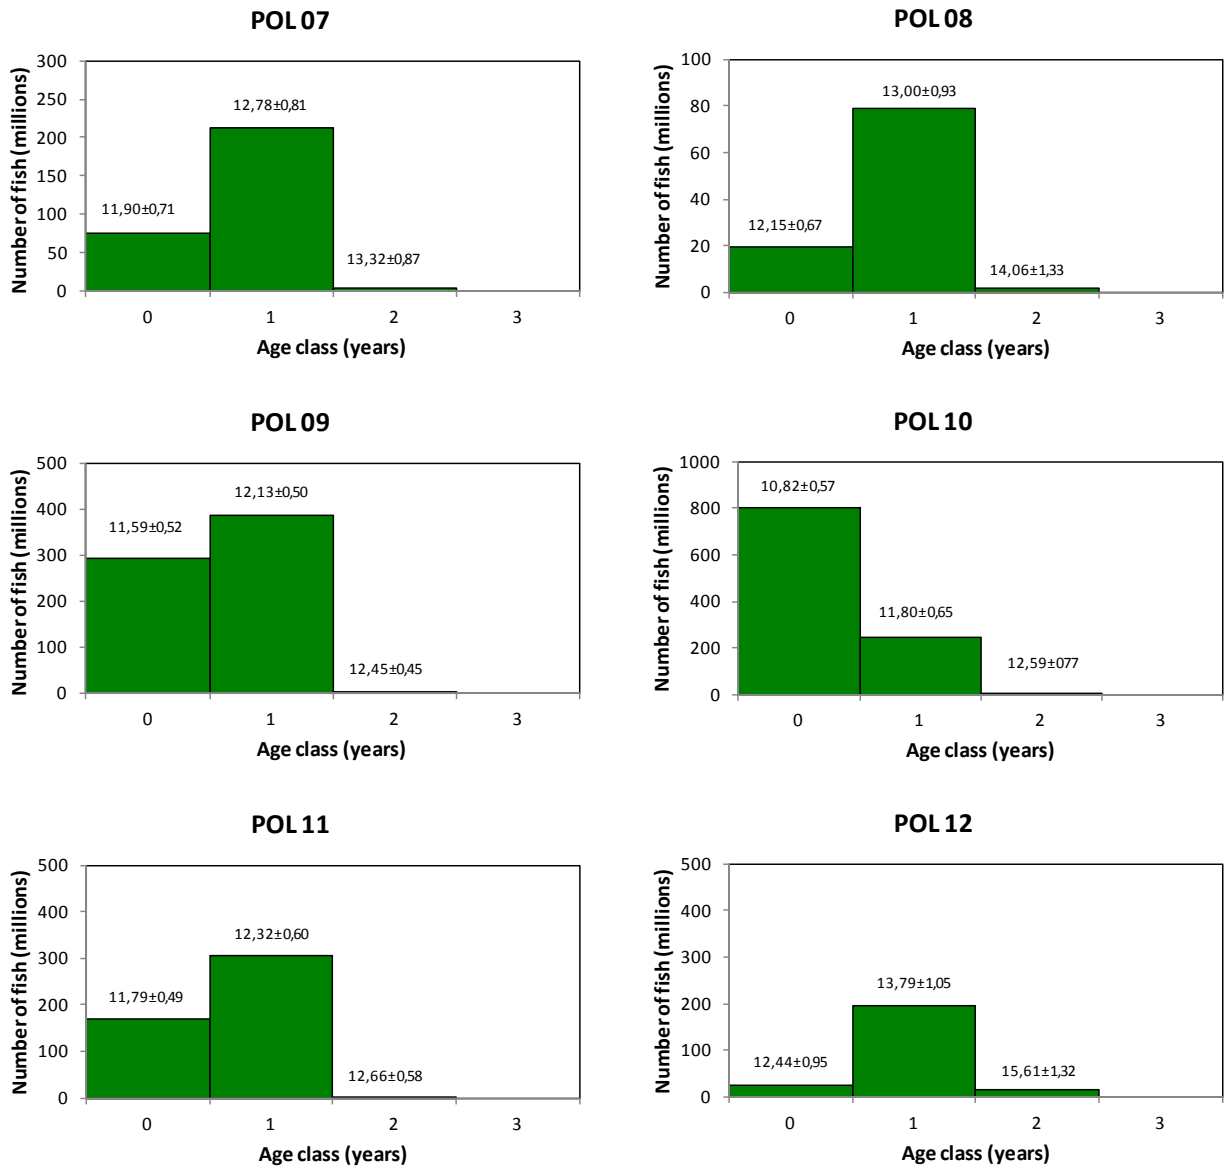 POL 07
Number of fish (millions)
300
250
200
150
100
50
0
11,90±0,71
12,78±0,81
13,32±0,87
0 1 2 3
Age class (years)
POL 08
Number of fish (millions)
100
80
60
40
20
0
12,15±0,67
13,00±0,93
14,06±1,33
0 1 2 3
Age class (years)
POL 09
Number of fish (millions)
500
400
300
200
100
0
11,59±0,52
12,13±0,50
12,45±0,45
0 1 2 3
Age class (years)
POL 10
Number of fish (millions)
1000
800
600
400
200
0
10,82±0,57
11,80±0,65
12,59±077
0 1 2 3
Age class (years)
POL 11
Number of fish (millions)
500
400
300
200
100
0
11,79±0,49
12,32±0,60
12,66±0,58
0 1 2 3
Age class (years)
POL 12
Number of fish (millions)
500
400
300
200
100
0
12,44±0,95
13,79±1,05
15,61±1,32
0 1 2 3
Age class (years)